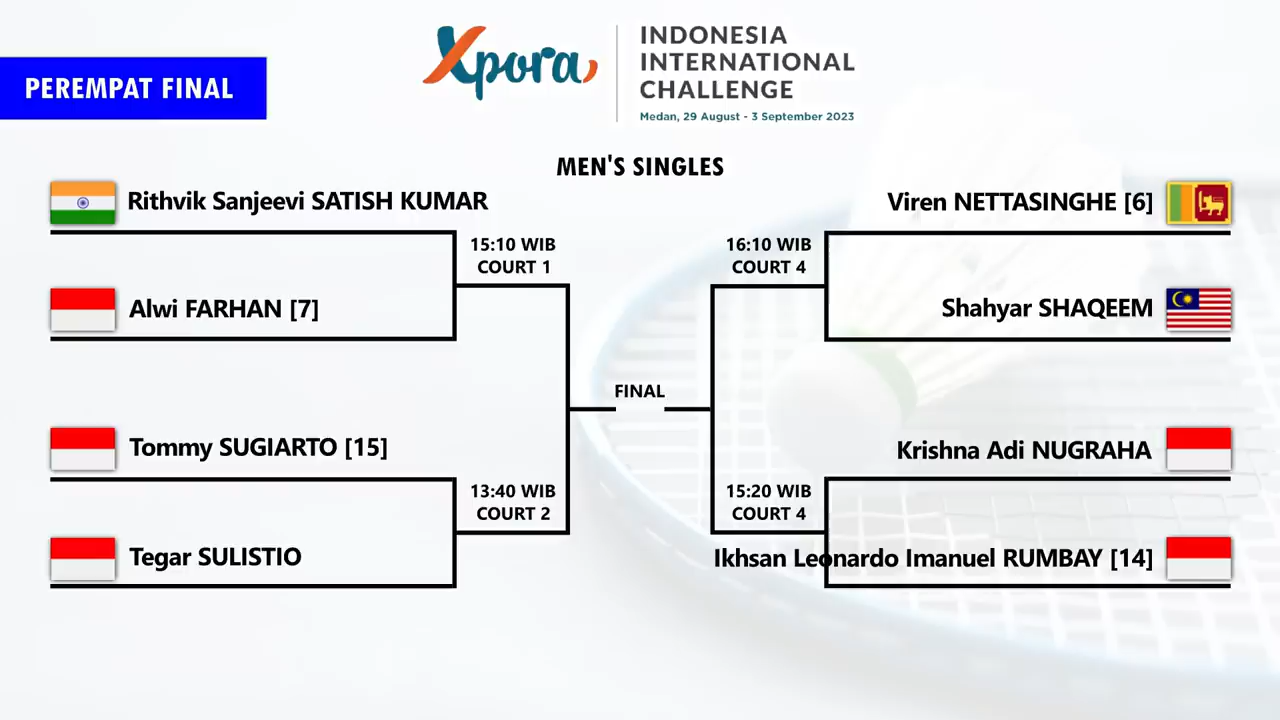 PEREMPAT FINAL
Xpora
INDONESIA
INTERNATIONAL
CHALLENGE
Medan, 29 August - 3 September 2023
MEN'S SINGLES
Rithvik Sanjeevi SATISH KUMAR
15:10 WIB
COURT 1
Alwi FARHAN [7]
Tommy SUGIARTO [15]
13:40 WIB
COURT 2
Tegar SULISTIO
FINAL
Viren NETTASINGHE [6]
16:10 WIB
COURT 4
Shahyar SHAQEEM
Krishna Adi NUGRAHA
15:20 WIB
COURT 4
Ikhsan Leonardo Imanuel RUMBAY [14]